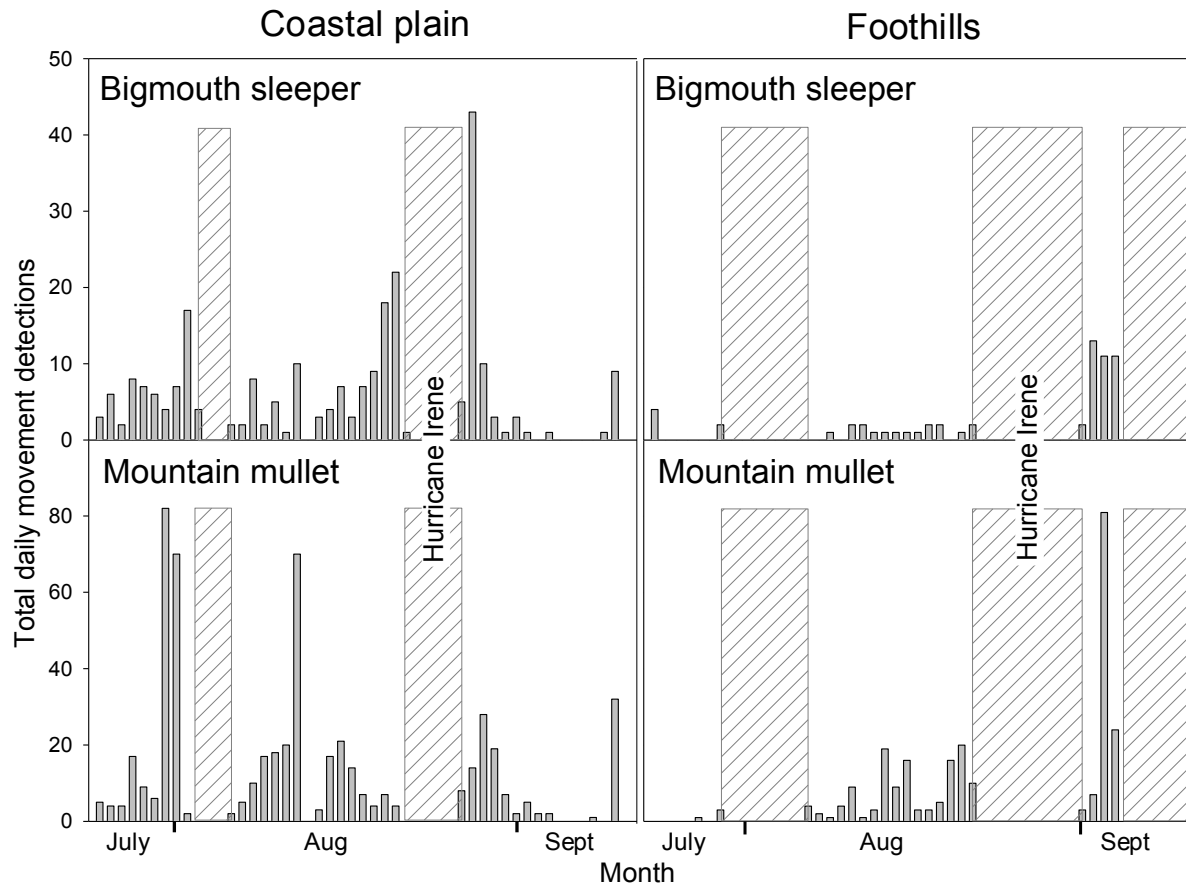 Coastal plain
Foothills
50
40
30
20
10
0
Bigmouth sleeper
Bigmouth sleeper
Hurricane Irene
Hurricane Irene
Total daily movement detections
80
60
40
20
0
Mountain mullet
Mountain mullet
July
Aug
Sept
July
Aug
Sept
Month